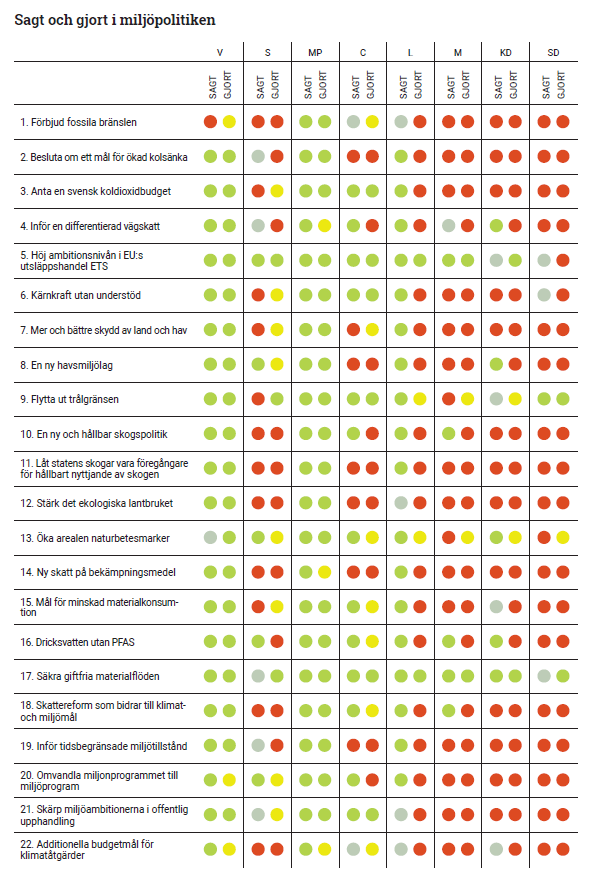 Sagt och gjort i miljöpolitiken
V S MP C L M KD SD
SAGT GJORT SAGT GJORT SAGT GJORT SAGT GJORT SAGT GJORT SAGT GJORT SAGT GJORT SAGT GJORT
1. Förbjud fossila bränslen
2. Besluta om ett mål för ökad kolsänka
3. Anta en svensk koldioxidbudget
4. Inför en differentierad vägskatt
5. Höj ambitionsnivån i EU:s
utsläppshandel ETS
6. Kärnkraft utan understöd
7. Mer och bättre skydd av land och hav
8. En ny havsmiljölag
9. Flytta ut trålgränsen
10. En ny och hållbar skogspolitik
11. Låt statens skogar vara föregångare
för hållbart nyttjande av skogen
12. Stärk det ekologiska lantbruket
13. Öka arealen naturbetesmarker
14. Ny skatt på bekämpningsmedel
15. Mål för minskad materialkonsum-
tion
16. Dricksvatten utan PFAS
17. Säkra giftfria materialflöden
18. Skattereform som bidrar till klimat-
och miljömål
19. Inför tidsbegränsade miljötillstånd
20. Omvandla miljonprogrammet till
miljöprogram
21. Skärp miljöambitionerna i offentlig
upphandling
22. Additionella budgetmål för
klimatåtgärder